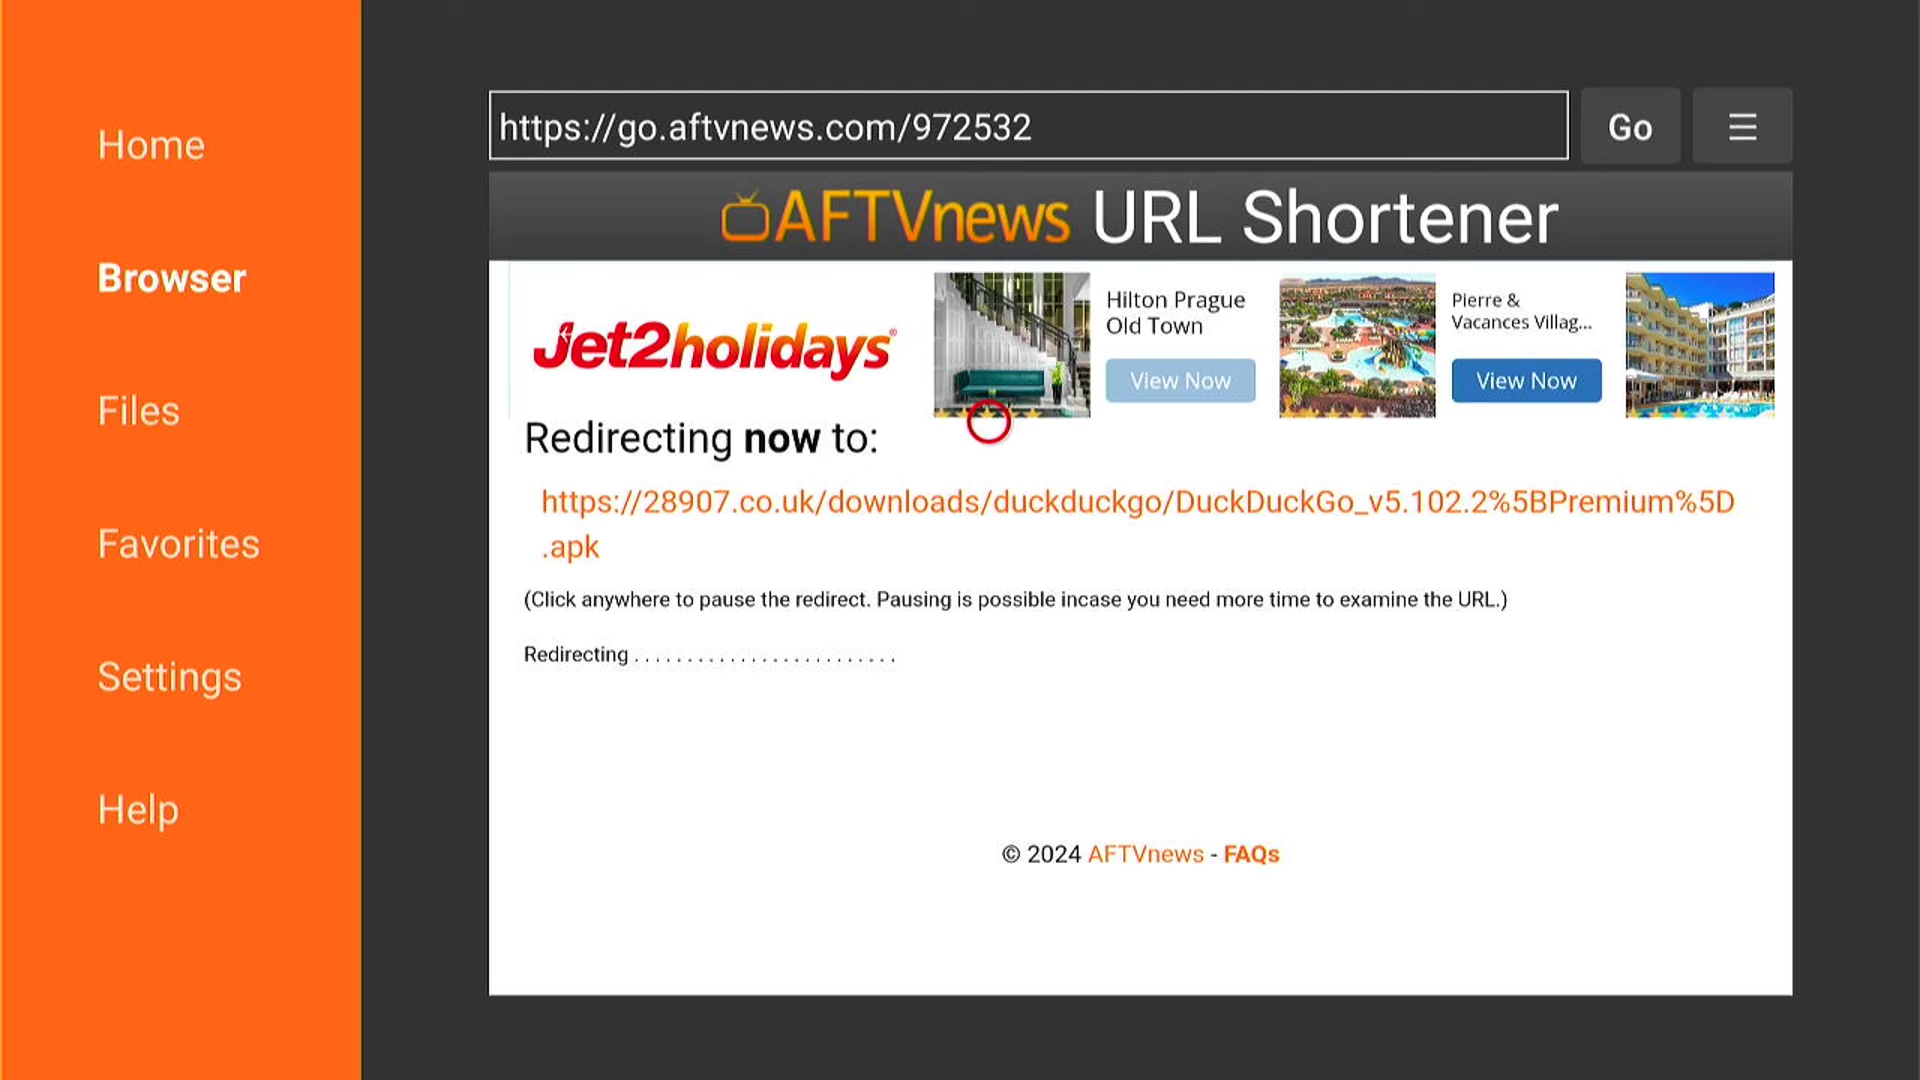 Home
Browser
Files
Favorites
Settings
Help
https://go.aftvnews.com/972532
Go
AFTVnews URL Shortener
Jet2holidays®
Hilton Prague
Old Town
View Now
Pierre &
Vacances Villag...
View Now
Redirecting now to:
https://28907.co.uk/downloads/duckduckgo/DuckDuckGo_v5.102.2%5BPremium%5D
.apk
(Click anywhere to pause the redirect. Pausing is possible incase you need more time to examine the URL.)
Redirecting . . . . . . . . . . . . . . . . . . . . . . . . .
© 2024 AFTVnews - FAQs